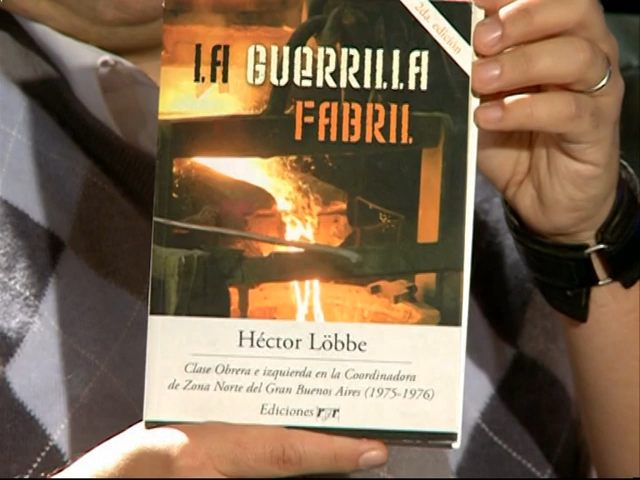 2da. edición
LA GUERRILLA
FABRIL
Héctor Löbbe
Clase Obrera e izquierda en la Coordinadora
de Zona Norte del Gran Buenos Aires (1975-1976)
Ediciones ryr